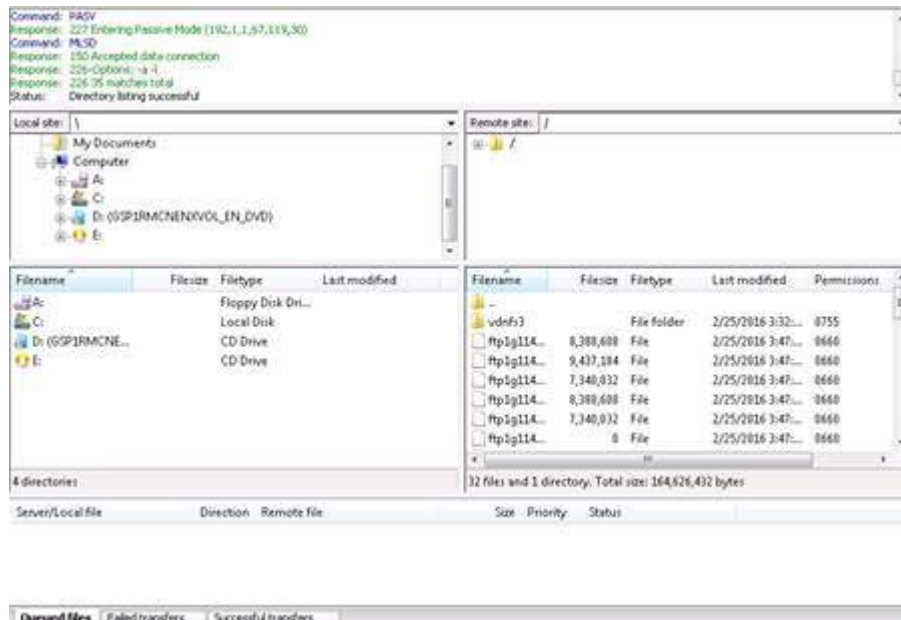 Command: PASV
Response: 227 Entering Passive Mode (192,1,1,57,119,30)
Command: MLSD
Response: 150 Accepted data connection
Response: 226-Options: -a -l
Response: 226 35 matches total
Status: Directory listing successful
Local site: \
Remote site: /
My Documents
Computer
A:
C:
D: (GSP1RMCNENXVOL_EN_DVD)
E:
/
Filename Filesize Filetype Last modified
A: Floppy Disk Dri...
C: Local Disk
D: (GSP1RMCNE... CD Drive
E: CD Drive
4 directories
Filename Filesize Filetype Last modified Permissions
..
vdnfs3 File folder 2/25/2016 3:32:... 0755
ftp1g114... 8,388,608 File 2/25/2016 3:47:... 0660
ftp1g114... 9,437,184 File 2/25/2016 3:47:... 0660
ftp1g114... 7,340,032 File 2/25/2016 3:47:... 0660
ftp1g114... 8,388,608 File 2/25/2016 3:47:... 0660
ftp1g114... 7,340,032 File 2/25/2016 3:47:... 0660
ftp1g114... 0 File 2/25/2016 3:47:... 0660
32 files and 1 directory. Total size: 164,626,432 bytes
Server/Local file Direction Remote file Size Priority Status
Queued files Failed transfers Successful transfers